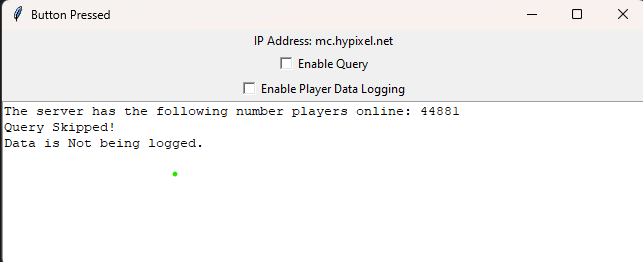 Button Pressed
IP Address: mc.hypixel.net
Enable Query
Enable Player Data Logging
The server has the following number players online: 44881
Query Skipped!
Data is Not being logged.